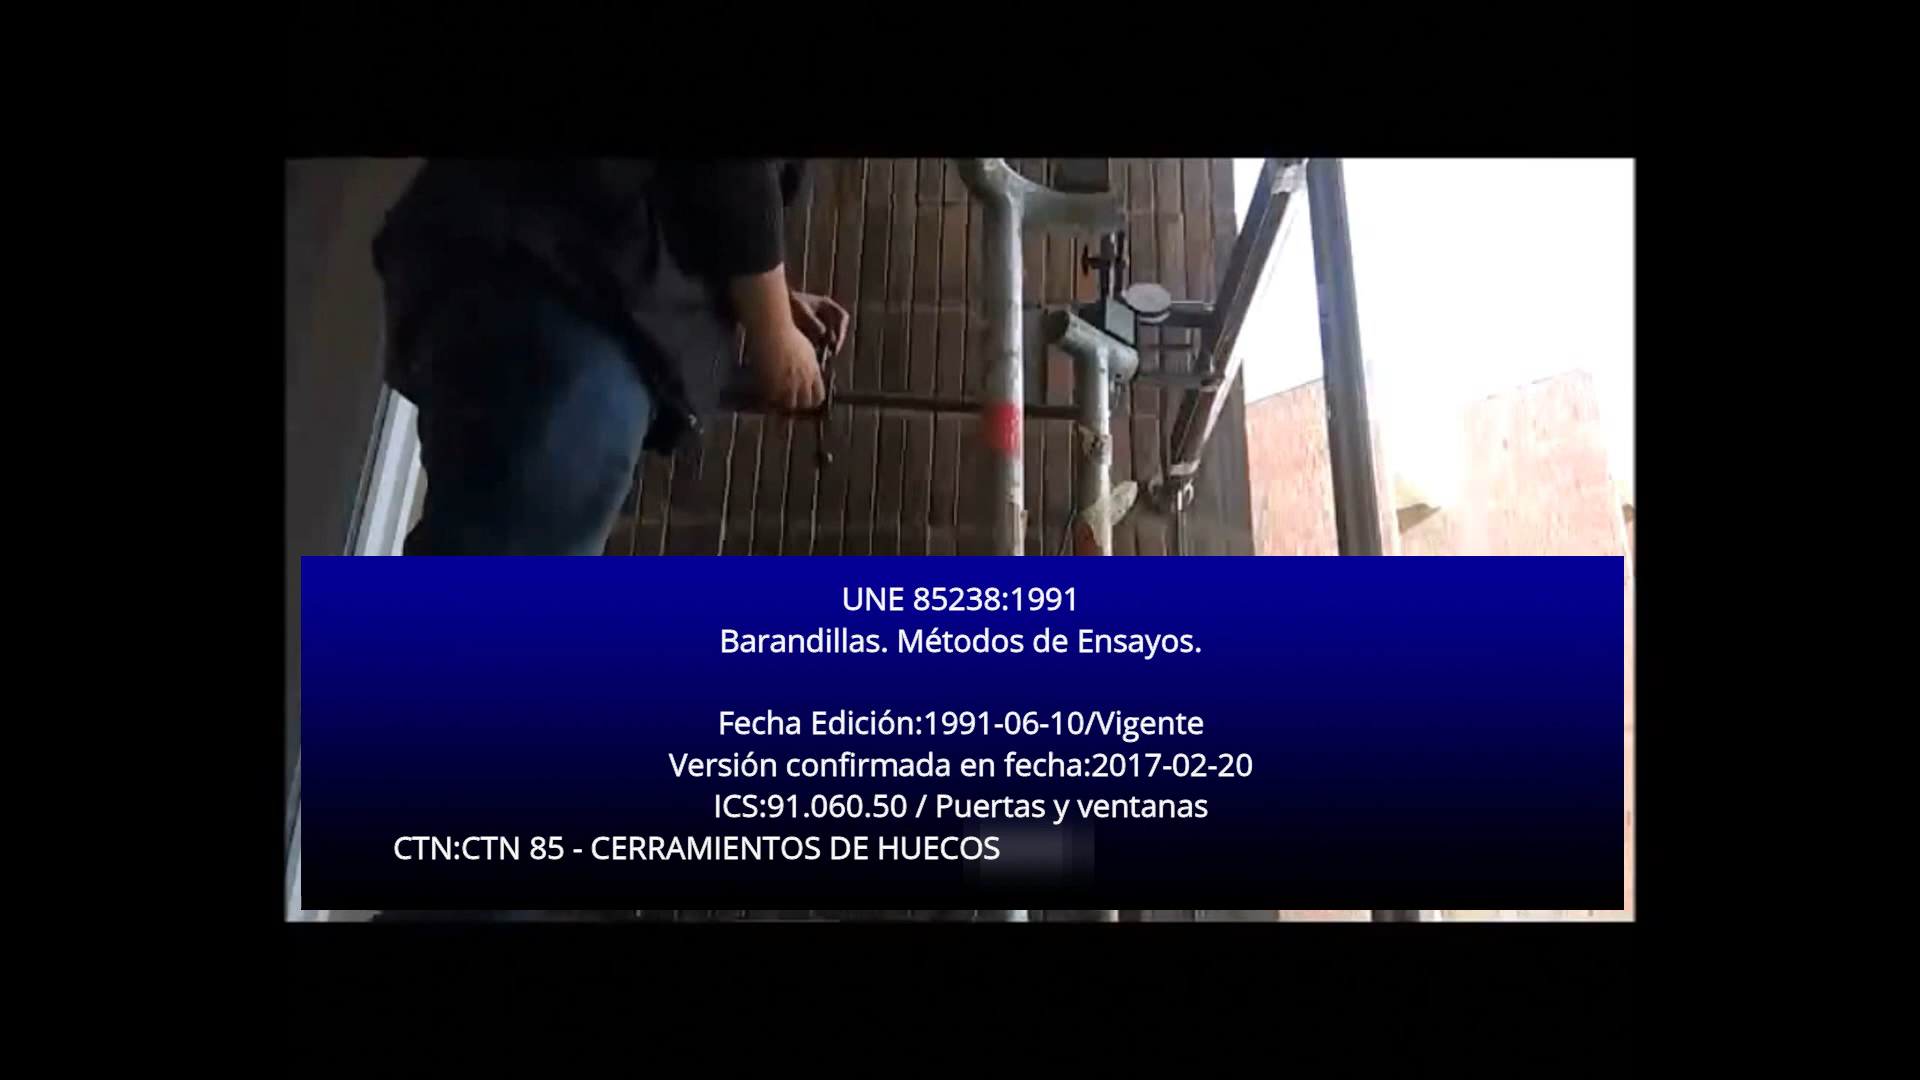 UNE 85238:1991
Barandillas. Métodos de Ensayos.
Fecha Edición:1991-06-10/Vigente
Versión confirmada en fecha:2017-02-20
ICS:91.060.50 / Puertas y ventanas
CTN:CTN 85 - CERRAMIENTOS DE HUECOS